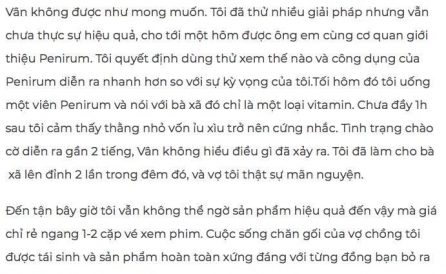 Vân không được như mong muốn. Tôi đã thử nhiều giải pháp nhưng vẫn
chưa thực sự hiệu quả, cho tới một hôm được ông em cùng cơ quan giới
thiệu Penirum. Tôi quyết định dùng thử xem thế nào và công dụng của
Penirum diễn ra nhanh hơn so với sự kỳ vọng của tôi.Tối hôm đó tôi uống
một viên Penirum và nói với bà xã đó chỉ là một loại vitamin. Chưa đầy 1h
sau tôi cảm thấy thằng nhỏ vốn ỉu xìu trở nên cứng nhắc. Tình trạng chào
cờ diễn ra gần 2 tiếng, Vân không hiểu điều gì đã xảy ra. Tôi đã làm cho bà
xã lên đỉnh 2 lần trong đêm đó, và vợ tôi thật sự mãn nguyện.
Đến tận bây giờ tôi vẫn không thể ngờ sản phẩm hiệu quả đến vậy mà giá
chỉ rẻ ngang 1-2 cặp vé xem phim. Cuộc sống chăn gối của vợ chồng tôi
được tái sinh và sản phẩm hoàn toàn xứng đáng với từng đồng bạn bỏ ra